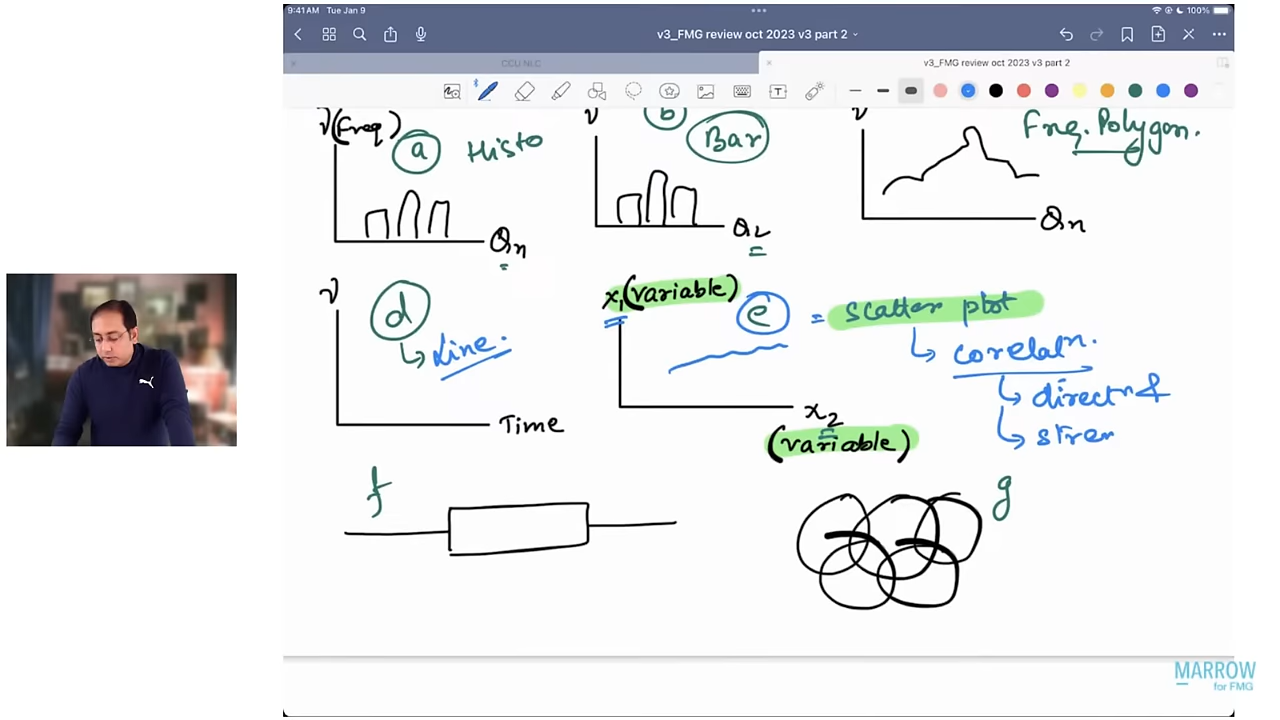 9:41 AM Tue Jan 9
100%
v3_FMG review oct 2023 v3 part 2
CCU NLC
v3_FMG review oct 2023 v3 part 2
ν(Freq)
a
Histo
Qn
ν
b
Bar
QL
ν
Frq. Polygon.
Qn
ν
d
Line.
Time
x1 (variable)
e
= scatter plot
corelatn.
directn &
stren
x2
(variable)
f
g
MARROW
for FMG